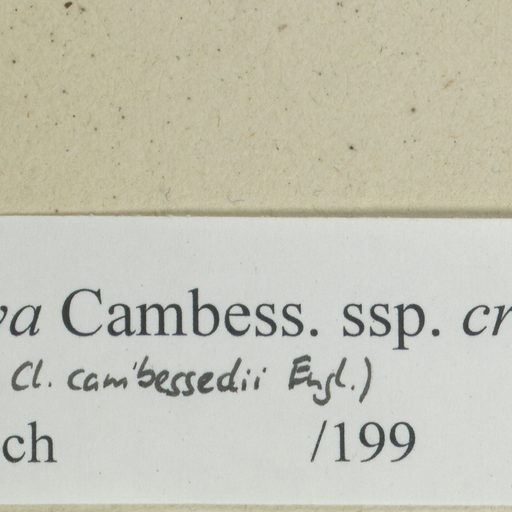 va Cambess. ssp. cr
Cl. cambessedii Engl.)
ch /199